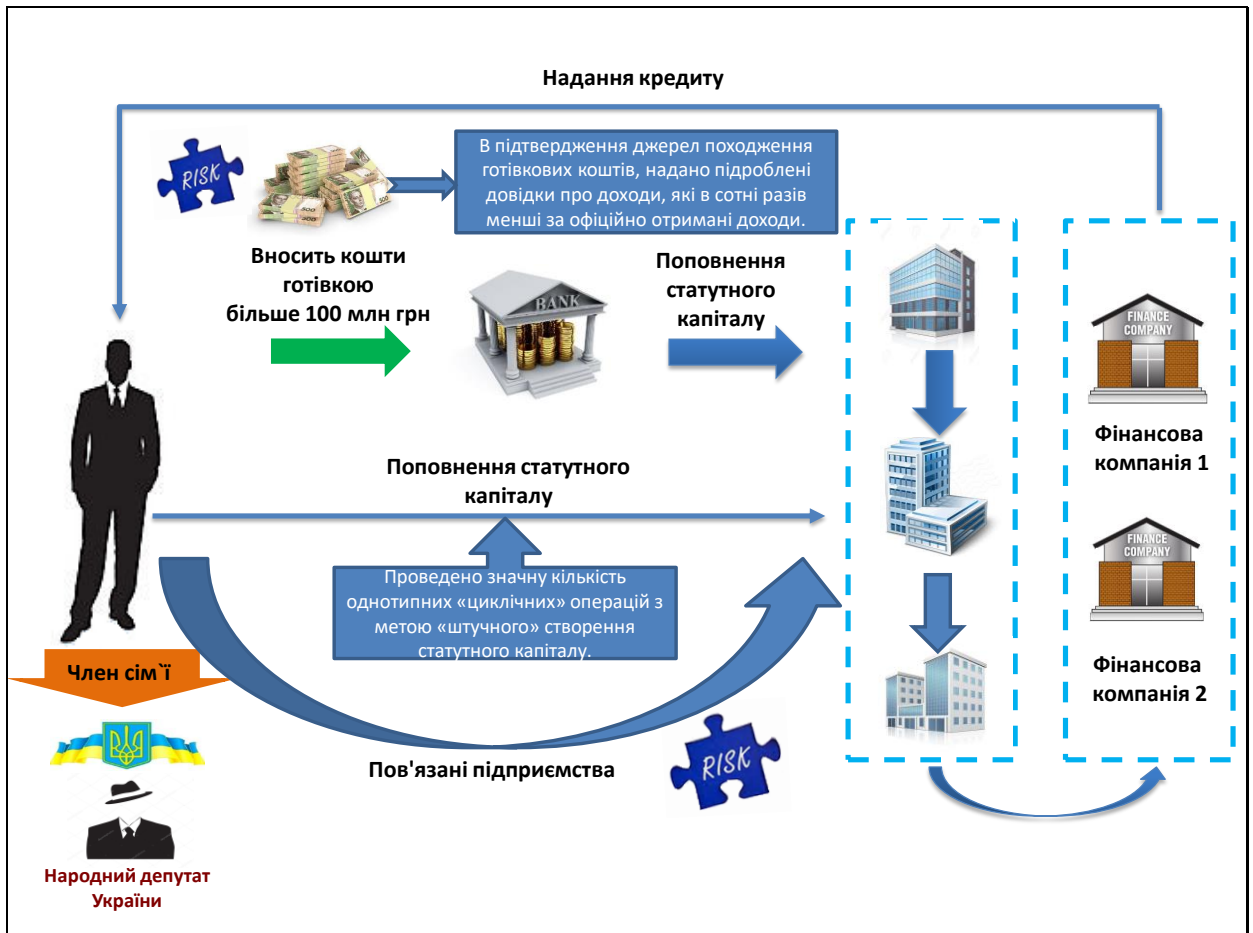 Надання кредиту
RISK
В підтвердження джерел походження
готівкових коштів, надано підроблені
довідки про доходи, які в сотні разів
менші за офіційно отримані доходи.
Вносить кошти
готівкою
більше 100 млн грн
BANK
Поповнення
статутного
капіталу
FINANCE
COMPANY
Фінансова
компанія 1
Поповнення статутного
капіталу
FINANCE
COMPANY
Проведено значну кількість
однотипних «циклічних» операцій з
метою «штучного» створення
статутного капіталу.
Фінансова
компанія 2
Член сім`ї
RISK
Пов'язані підприємства
Народний депутат
України